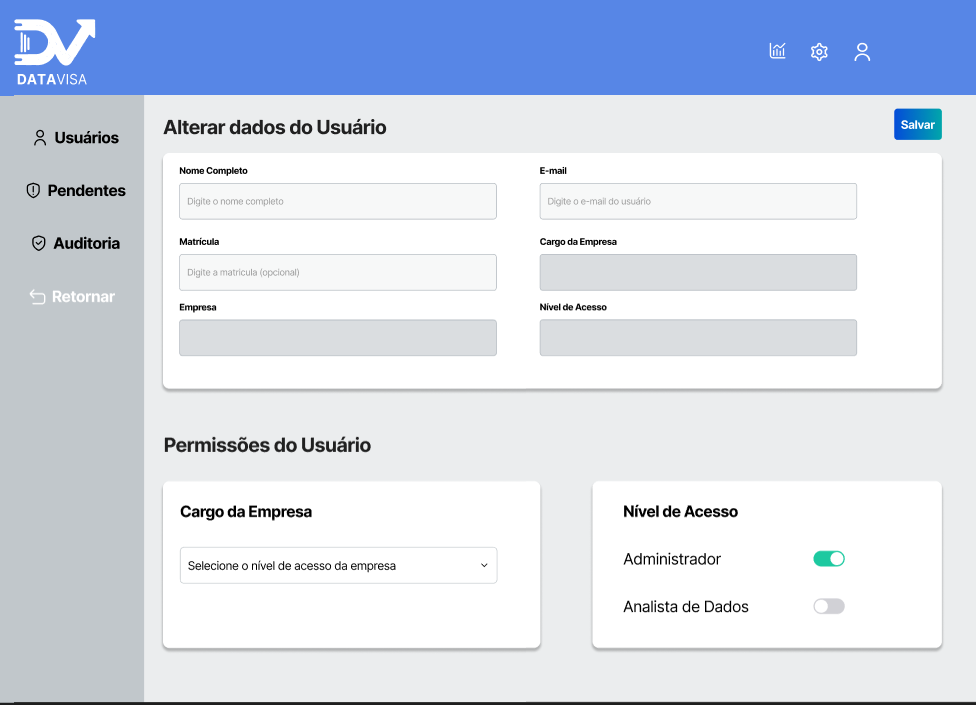 DATAVISA
Usuários
Pendentes
Auditoria
Retornar
Alterar dados do Usuário
Salvar
Nome Completo
E-mail
Digite o nome completo
Digite o e-mail do usuário
Matrícula
Cargo da Empresa
Digite a matricula (opcional)
Empresa
Nível de Acesso
Permissões do Usuário
Cargo da Empresa
Selecione o nível de acesso da empresa
Nível de Acesso
Administrador
Analista de Dados